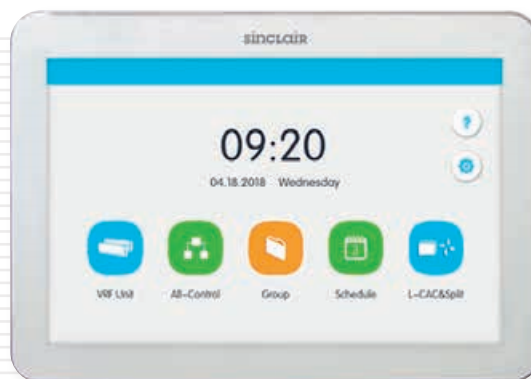 SINCLAIR
09:20
04.18.2018 Wednesday
VRF Unit All-Control Group Schedule L-CAC&Split